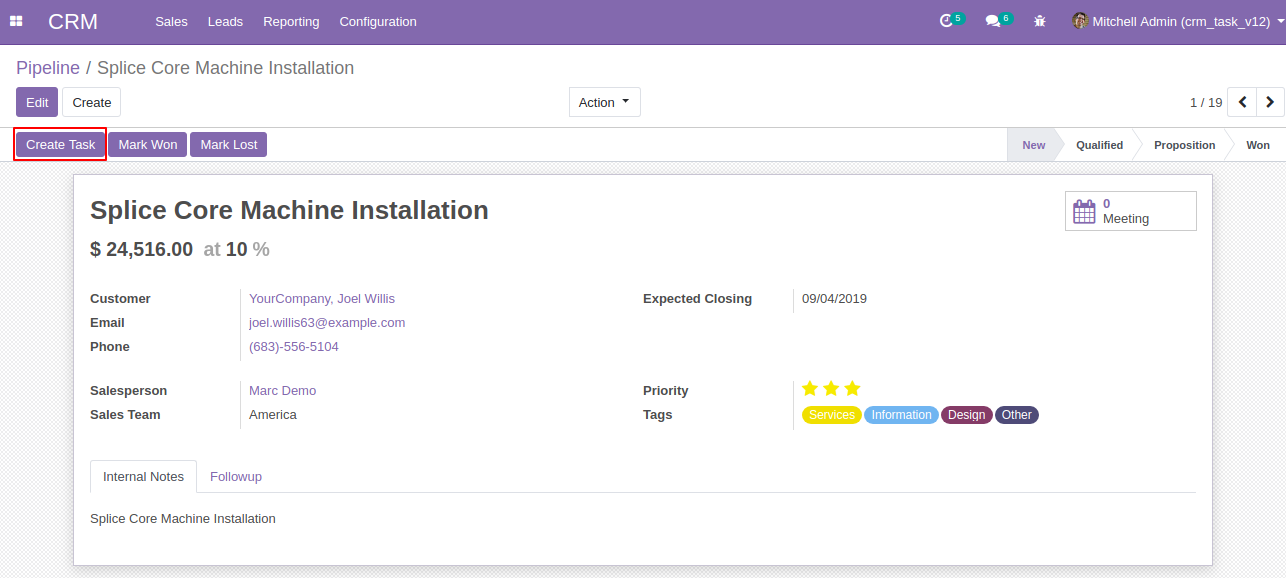 CRM Sales Leads Reporting Configuration 5 6 Mitchell Admin (crm_task_v12)
Pipeline / Splice Core Machine Installation
Edit Create Action 1 / 19
Create Task Mark Won Mark Lost New Qualified Proposition Won
Splice Core Machine Installation
0
Meeting
$ 24,516.00 at 10 %
Customer YourCompany, Joel Willis Expected Closing 09/04/2019
Email joel.willis63@example.com
Phone (683)-556-5104
Salesperson Marc Demo Priority
Sales Team America Tags Services Information Design Other
Internal Notes Followup
Splice Core Machine Installation